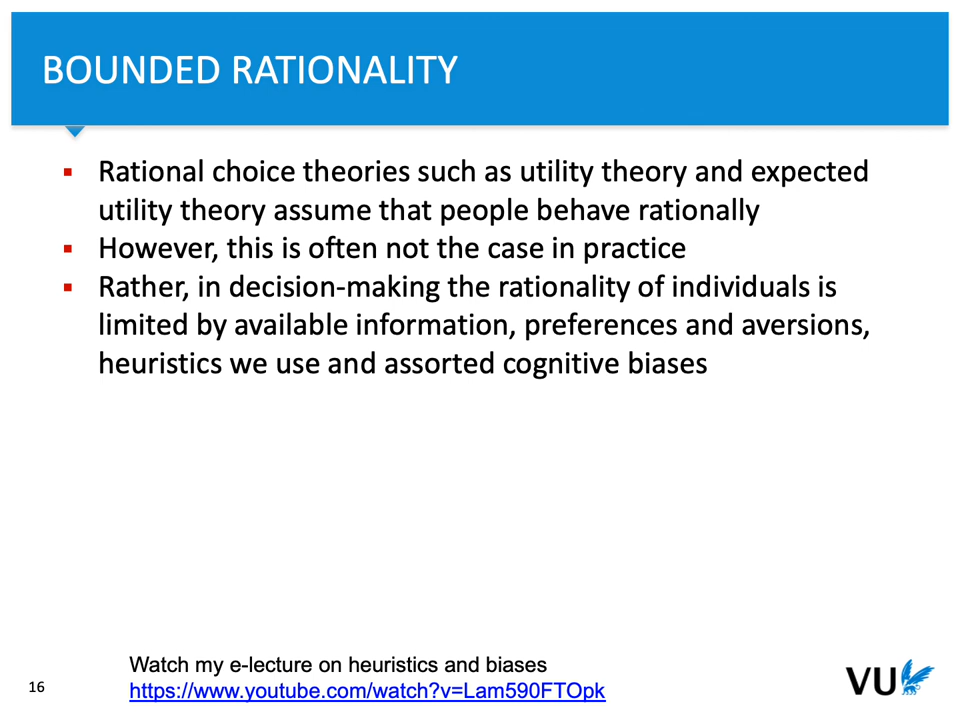 BOUNDED RATIONALITY
▪ Rational choice theories such as utility theory and expected
utility theory assume that people behave rationally
▪ However, this is often not the case in practice
▪ Rather, in decision-making the rationality of individuals is
limited by available information, preferences and aversions,
heuristics we use and assorted cognitive biases
Watch my e-lecture on heuristics and biases
https://www.youtube.com/watch?v=Lam590FTOpk
16
VU